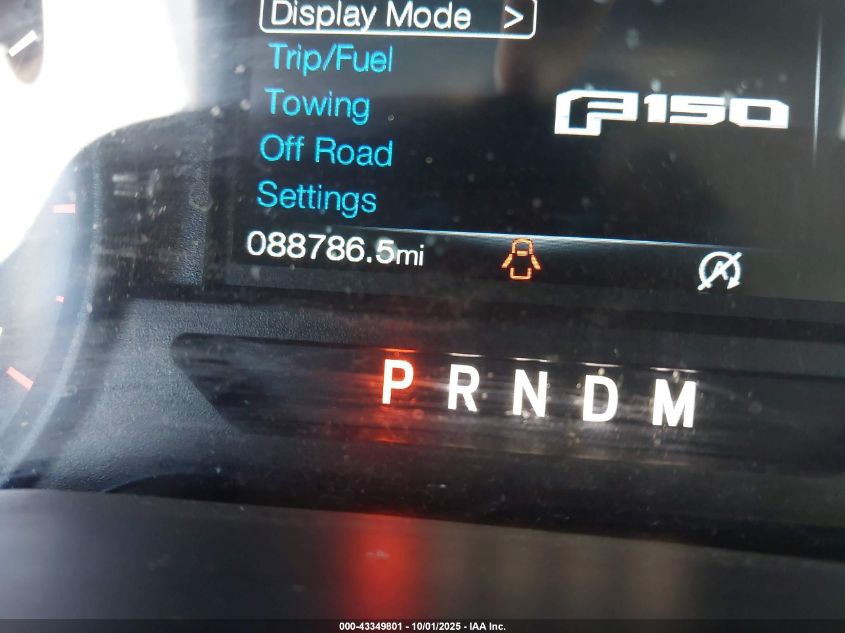 Display Mode >
Trip/Fuel
Towing
F150
Off Road
Settings
088786.5mi
A
P R N D M
000-43349801 - 10/01/2025 - IAA Inc.